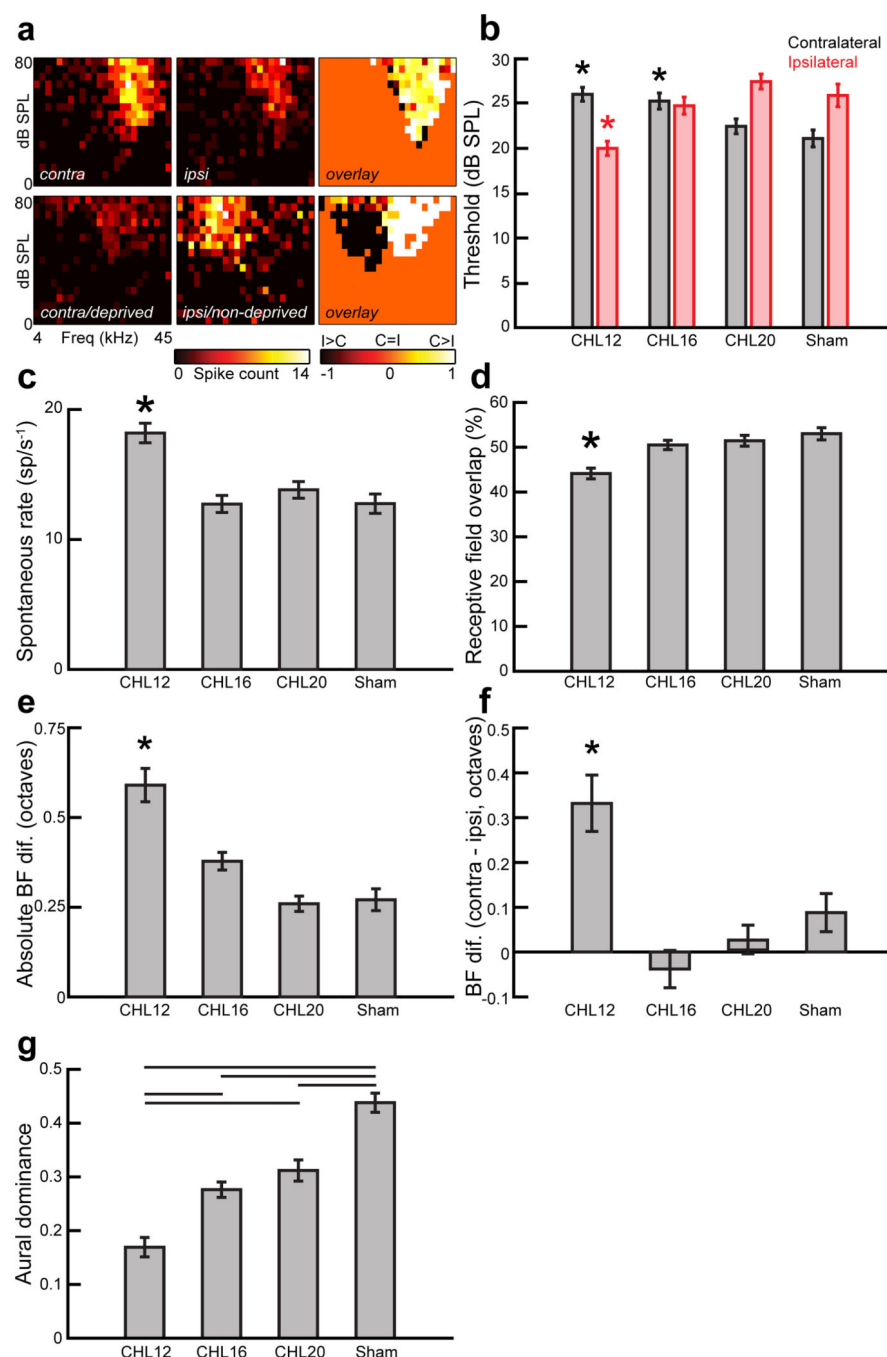 a
80
dB SPL
0
contra
ipsi
overlay
80
dB SPL
0
contra/deprived
ipsi/non-deprived
overlay
4 Freq (kHz) 45
I>C C=I C>I
0 Spike count 14
-1 0 1
b
Contralateral
Ipsilateral
Threshold (dB SPL)
30
25
20
15
10
5
0
* * *
CHL12 CHL16 CHL20 Sham
c
Spontaneous rate (sp/s⁻¹)
20
10
0
*
CHL12 CHL16 CHL20 Sham
d
Receptive field overlap (%)
60
50
40
30
20
10
0
*
CHL12 CHL16 CHL20 Sham
e
Absolute BF dif. (octaves)
0.75
0.5
0.25
0
*
CHL12 CHL16 CHL20 Sham
f
BF dif. (contra - ipsi, octaves)
0.5
0.4
0.3
0.2
0.1
0
-0.1
*
CHL12 CHL16 CHL20 Sham
g
Aural dominance
0.5
0.4
0.3
0.2
0.1
0
CHL12 CHL16 CHL20 Sham